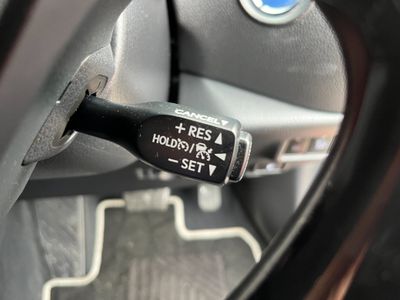 CANCEL
+ RES
HOLD /
- SET